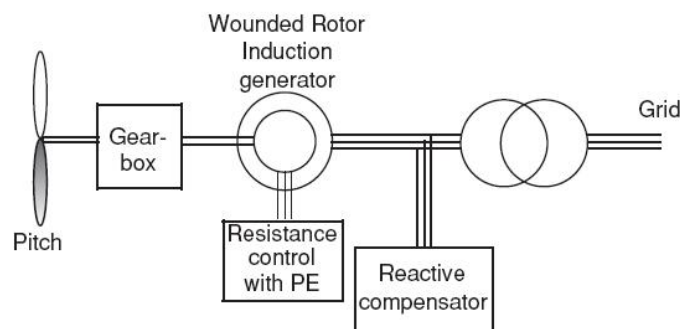 Wounded Rotor
Induction
generator
Grid
Gear-
box
Pitch
Resistance
control
with PE
Reactive
compensator